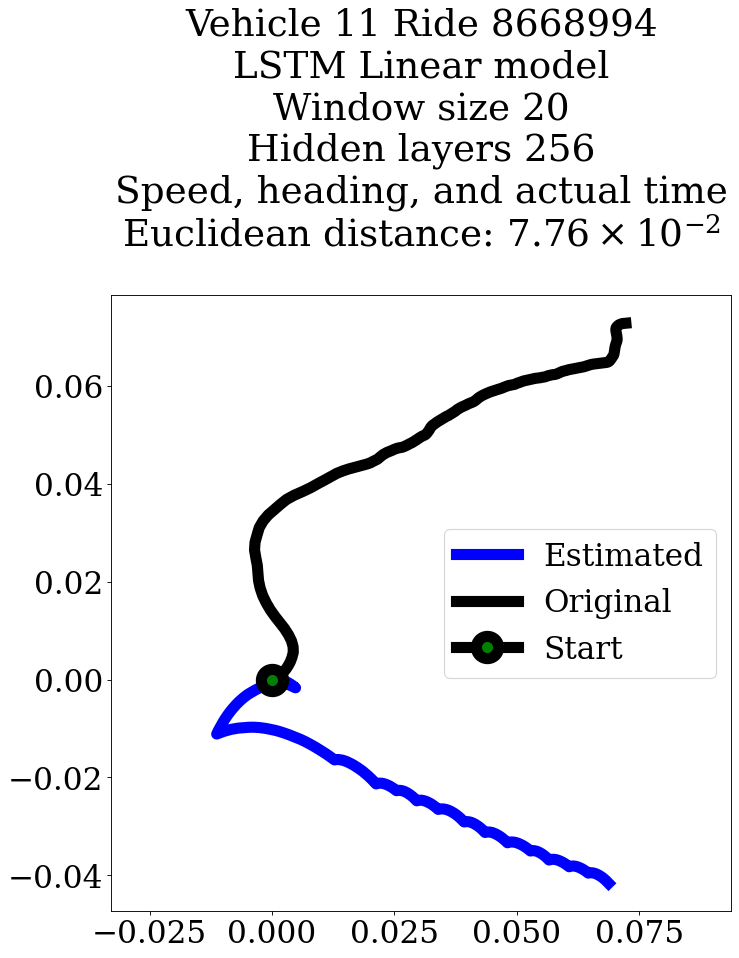 Vehicle 11 Ride 8668994
LSTM Linear model
Window size 20
Hidden layers 256
Speed, heading, and actual time
Euclidean distance: 7.76 × 10⁻²
0.06
0.04
0.02
0.00
−0.02
−0.04
Estimated
Original
Start
−0.025 0.000 0.025 0.050 0.075